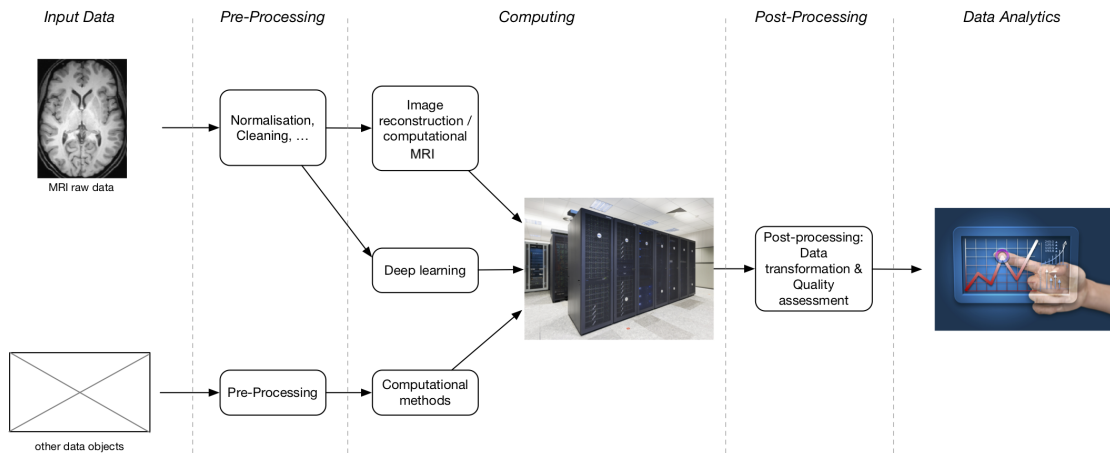 Input Data
Pre-Processing
Computing
Post-Processing
Data Analytics
MRI raw data
Normalisation,
Cleaning, …
Image
reconstruction /
computational
MRI
Deep learning
Post-processing:
Data
transformation &
Quality
assessment
other data objects
Pre-Processing
Computational
methods